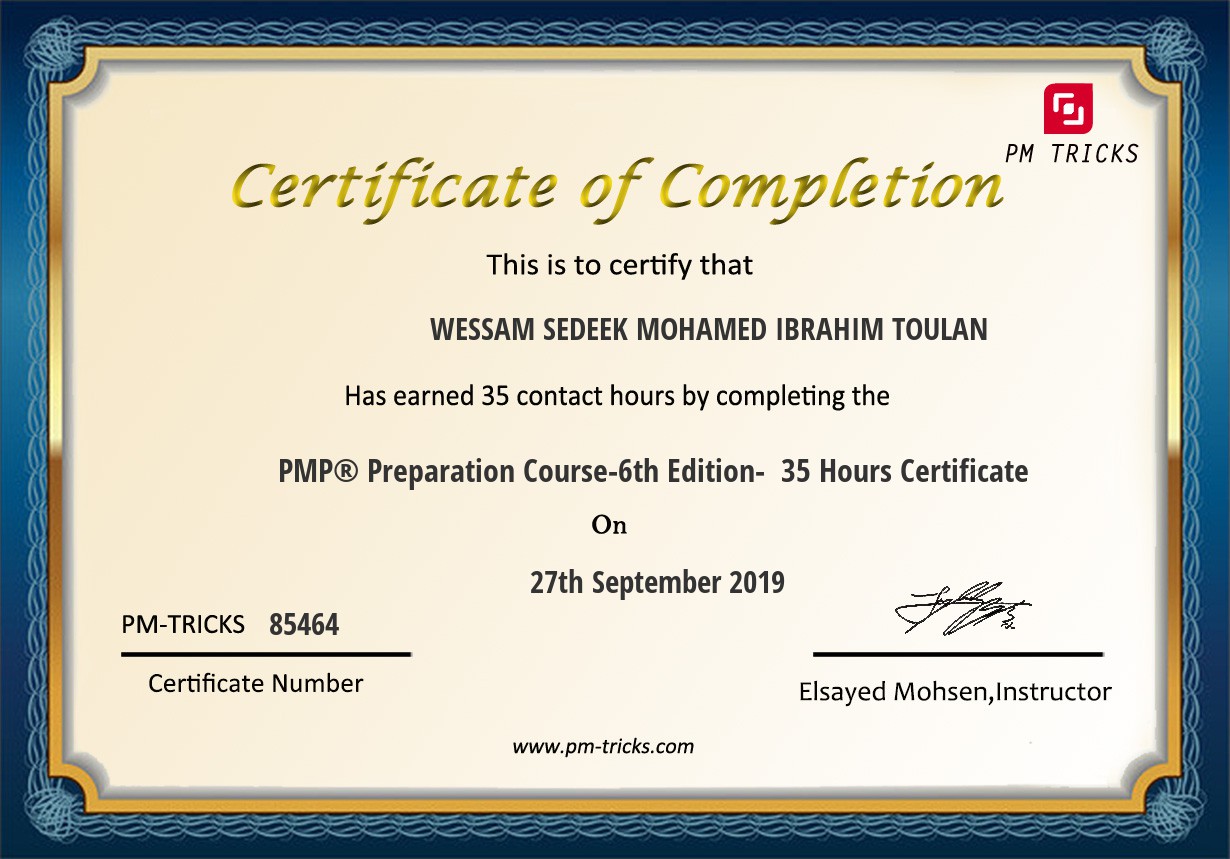 PM TRICKS
Certificate of Completion
This is to certify that
WESSAM SEDEEK MOHAMED IBRAHIM TOULAN
Has earned 35 contact hours by completing the
PMP® Preparation Course-6th Edition- 35 Hours Certificate
On
27th September 2019
PM-TRICKS 85464
Certificate Number
Elsayed Mohsen,Instructor
www.pm-tricks.com